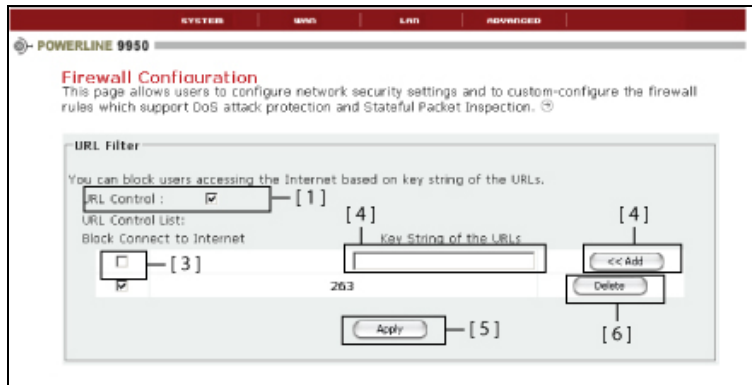 SYSTEM WAN LAN ADVANCED
POWERLINE 9950
Firewall Configuration
This page allows users to configure network security settings and to custom-configure the firewall
rules which support DoS attack protection and Stateful Packet Inspection.
URL Filter
You can block users accessing the Internet based on key string of the URLs.
URL Control : [1]
URL Control List: [4] [4]
Block Connect to Internet Key String of the URLs
[3] << Add
263 Delete
Apply [5] [6]